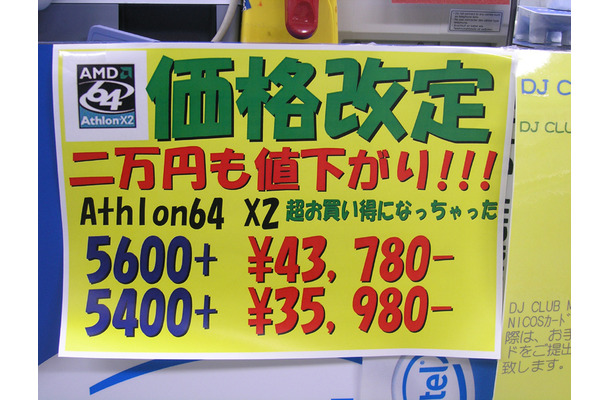 AMD
64
Athlon X2
価格改定
二万円も値下がり!!!
Athlon64 X2 超お買い得になっちゃった
5600+ ¥43,780-
5400+ ¥35,980-
DJ C
DJ CLU
DJ CLUB
NICOSカード
際は、お手
ドをご提出
致します。
intel